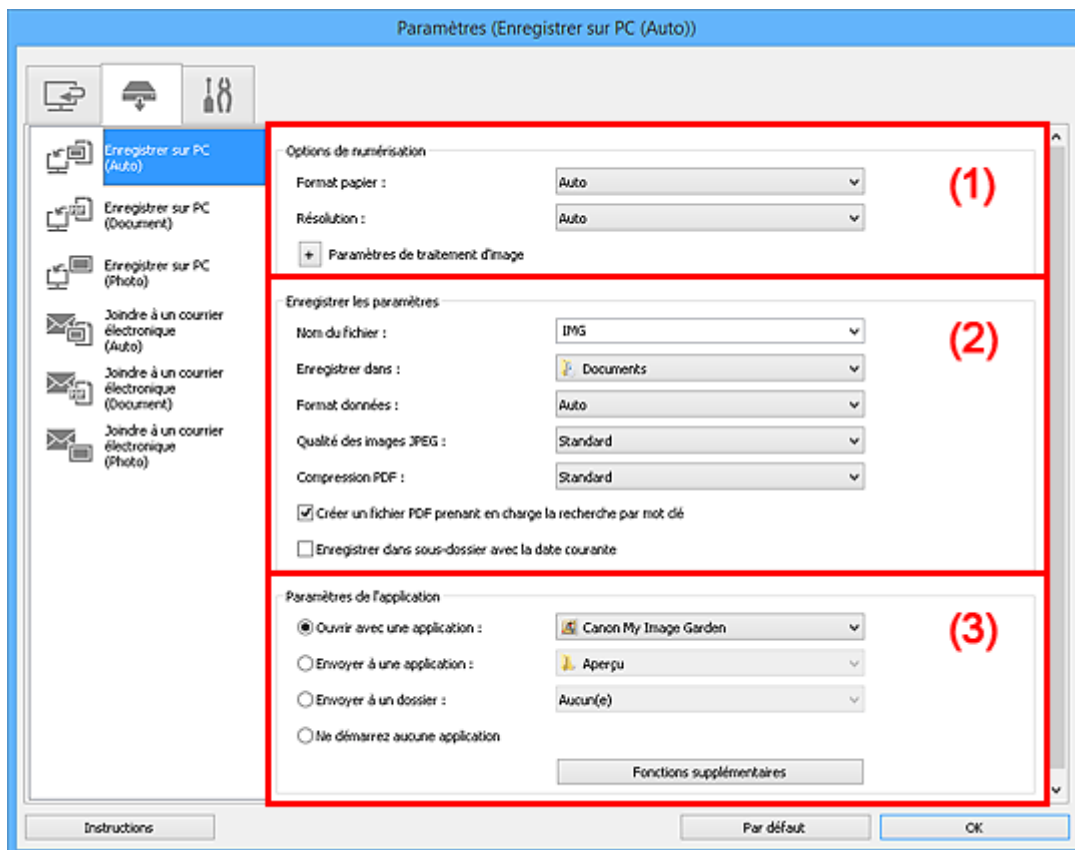 Paramètres (Enregistrer sur PC (Auto))
Enregistrer sur PC
(Auto)
Enregistrer sur PC
(Document)
Enregistrer sur PC
(Photo)
Joindre à un courrier
électronique
(Auto)
Joindre à un courrier
électronique
(Document)
Joindre à un courrier
électronique
(Photo)
Options de numérisation
(1)
Format papier : Auto
Résolution : Auto
+ Paramètres de traitement d'image
Enregistrer les paramètres
(2)
Nom du fichier : IMG
Enregistrer dans : Documents
Format données : Auto
Qualité des images JPEG : Standard
Compression PDF : Standard
Créer un fichier PDF prenant en charge la recherche par mot clé
Enregistrer dans sous-dossier avec la date courante
Paramètres de l'application
(3)
Ouvrir avec une application : Canon My Image Garden
Envoyer à une application : Aperçu
Envoyer à un dossier : Aucun(e)
Ne démarrez aucune application
Fonctions supplémentaires
Instructions Par défaut OK